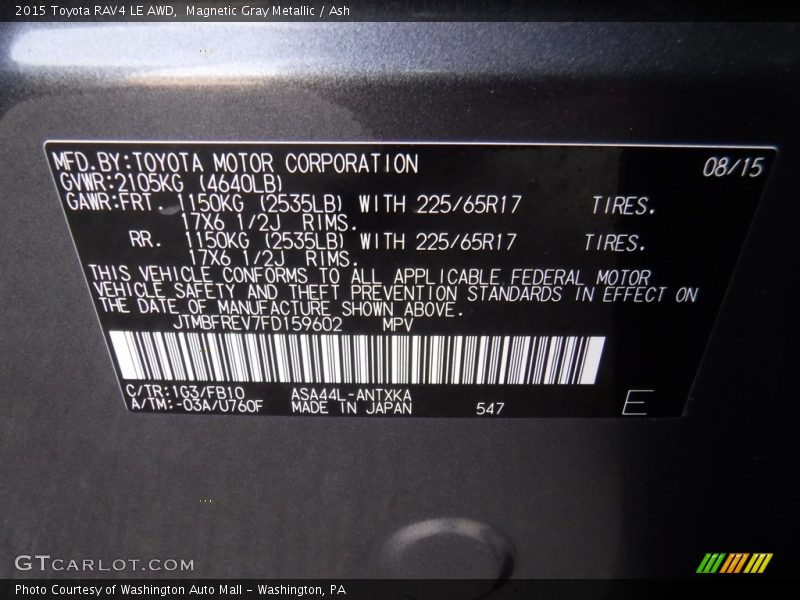 2015 Toyota RAV4 LE AWD,  Magnetic Gray Metallic / Ash
MFD.BY:TOYOTA MOTOR CORPORATION 08/15
GVWR:2105KG (4640LB)
GAWR:FRT. 1150KG (2535LB) WITH 225/65R17 TIRES.
17X6 1/2J RIMS.
RR. 1150KG (2535LB) WITH 225/65R17 TIRES.
17X6 1/2J RIMS.
THIS VEHICLE CONFORMS TO ALL APPLICABLE FEDERAL MOTOR
VEHICLE SAFETY AND THEFT PREVENTION STANDARDS IN EFFECT ON
THE DATE OF MANUFACTURE SHOWN ABOVE.
JTMBFREV7FD159602 MPV
C/TR:1G3/FB10 ASA44L-ANTXKA
A/TM:-03A/U760F MADE IN JAPAN 547 E
GTCARLOT.COM
Photo Courtesy of Washington Auto Mall - Washington, PA